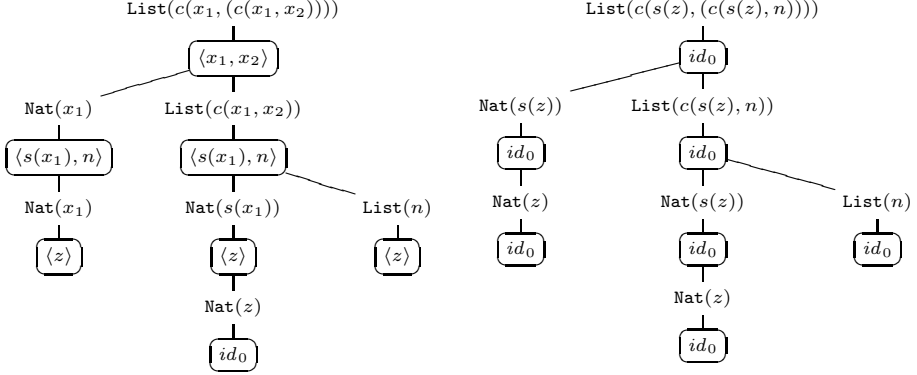 List(c(x₁, (c(x₁, x₂)))) List(c(s(z), (c(s(z), n))))
⟨x₁, x₂⟩ id₀
Nat(x₁) List(c(x₁, x₂)) Nat(s(z)) List(c(s(z), n))
⟨s(x₁), n⟩ ⟨s(x₁), n⟩ id₀ id₀
Nat(x₁) Nat(s(x₁)) List(n) Nat(z) Nat(s(z)) List(n)
⟨z⟩ ⟨z⟩ ⟨z⟩ id₀ id₀ id₀
Nat(z) Nat(z)
id₀ id₀